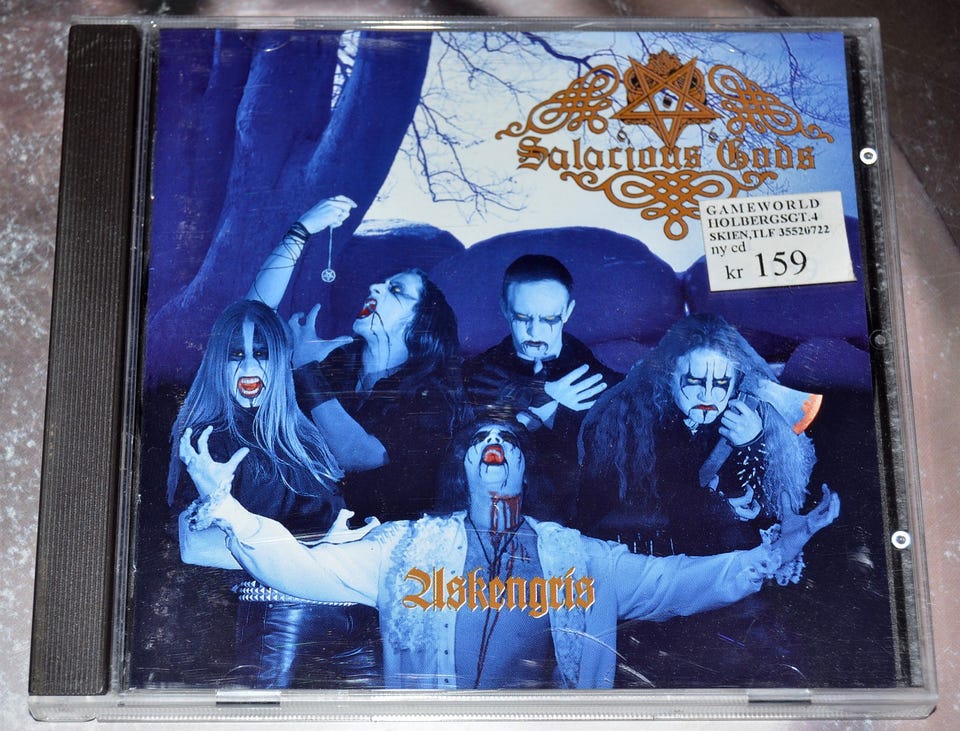 Salacious Gods
GAMEWORLD
HOLBERGSGT.4
SKIEN,TLF 35520722
ny cd
kr 159
Askengris